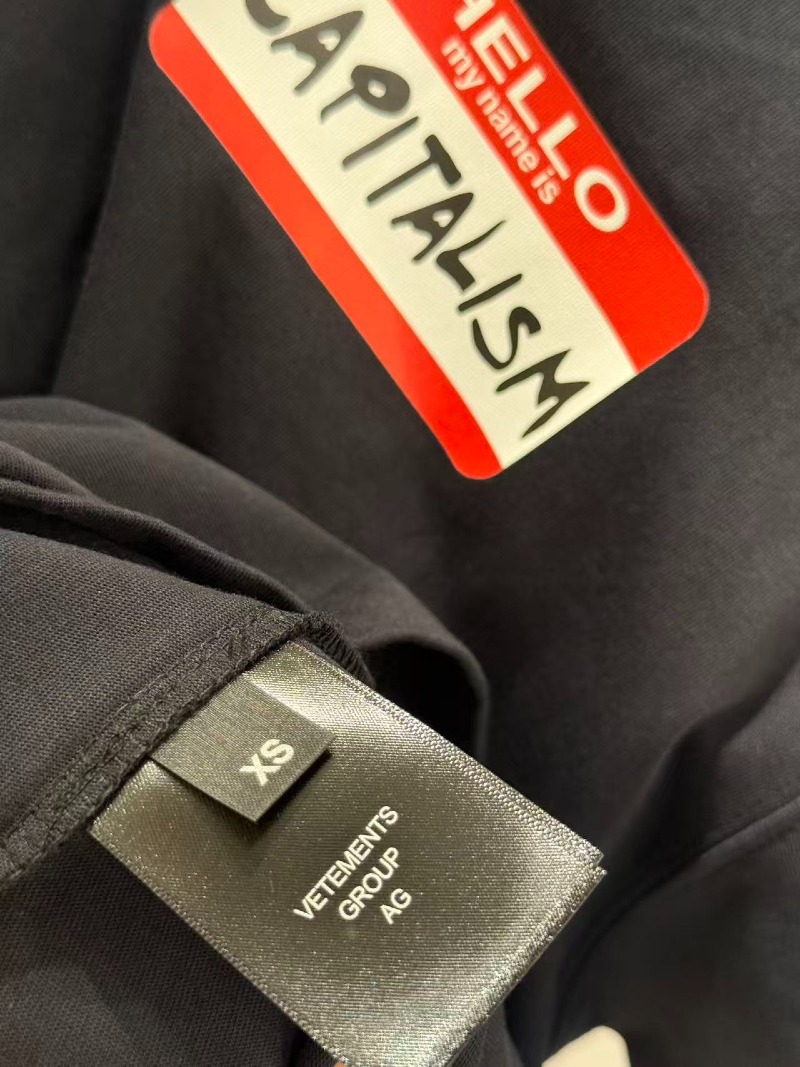 HELLO
my name is
CAPITALISM
XS
VETEMENTS
GROUP
AG